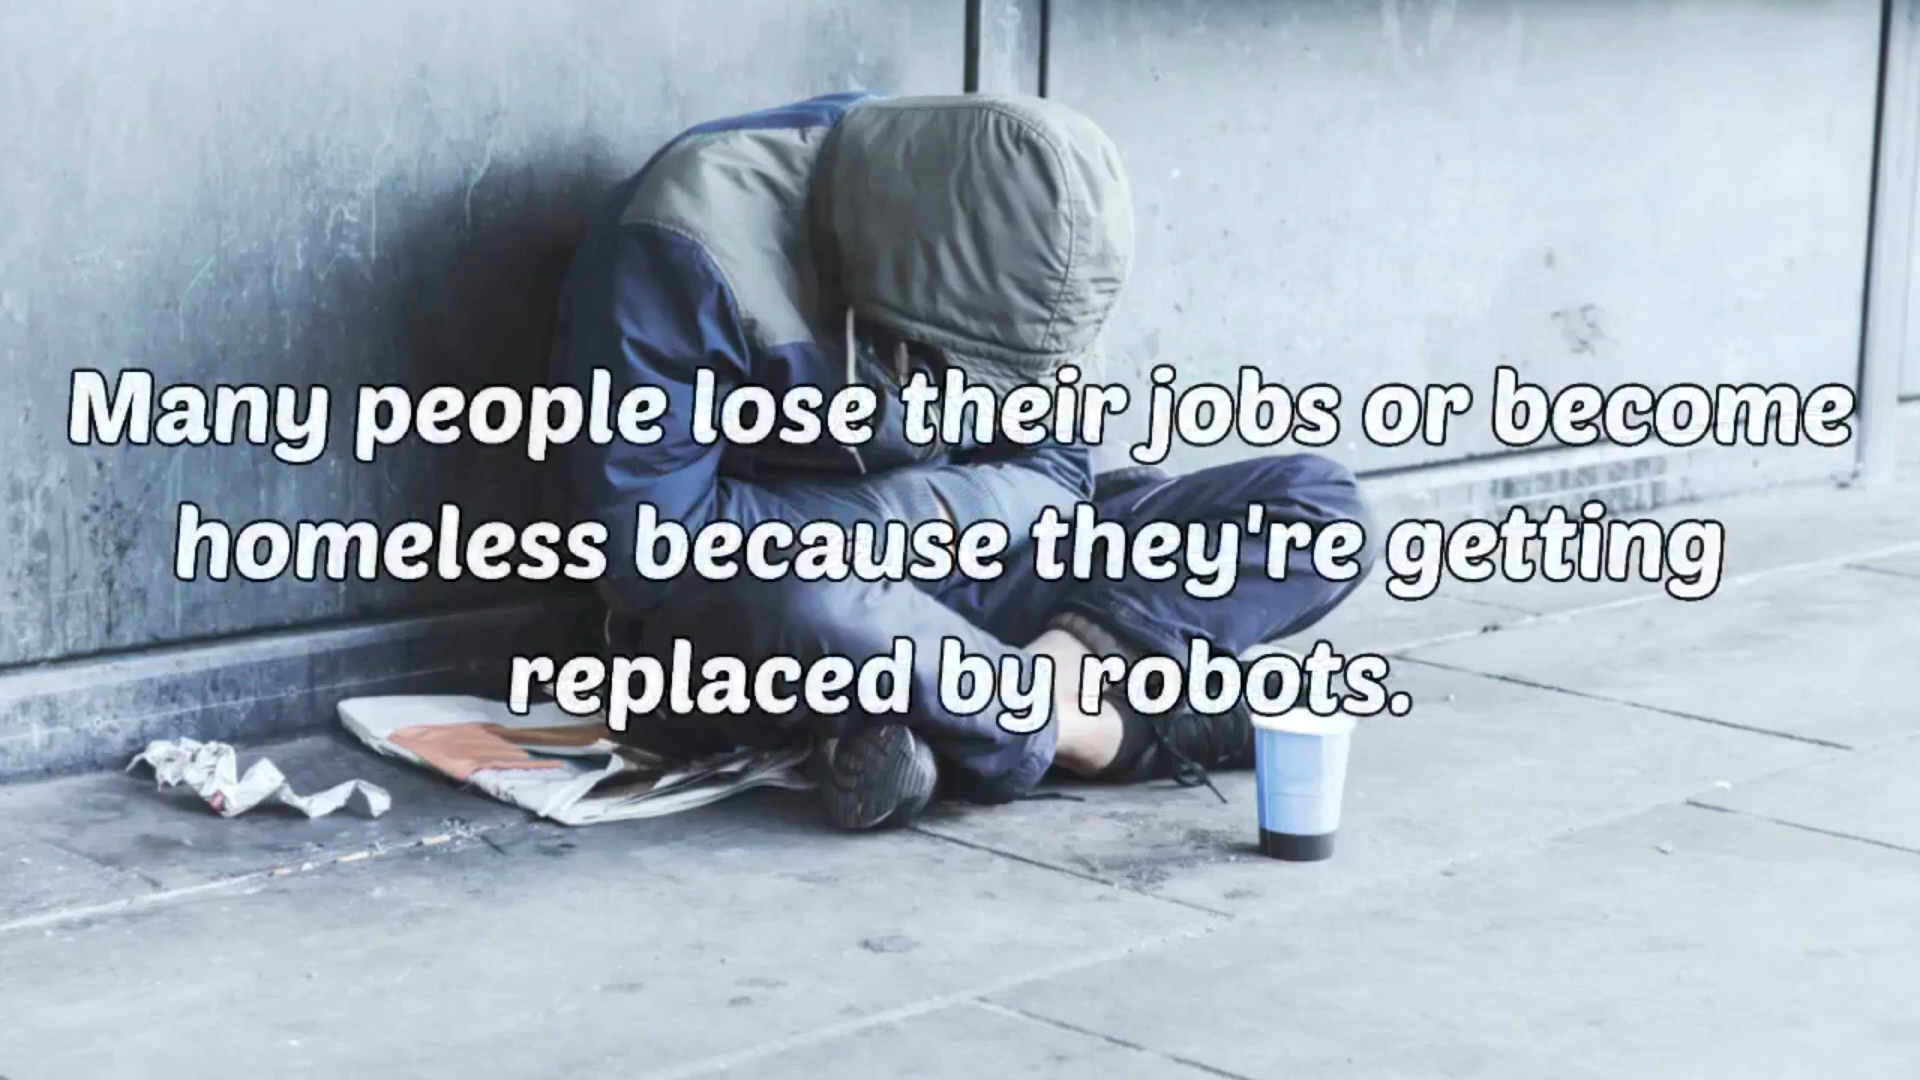 Many people lose their jobs or become
homeless because they're getting
replaced by robots.